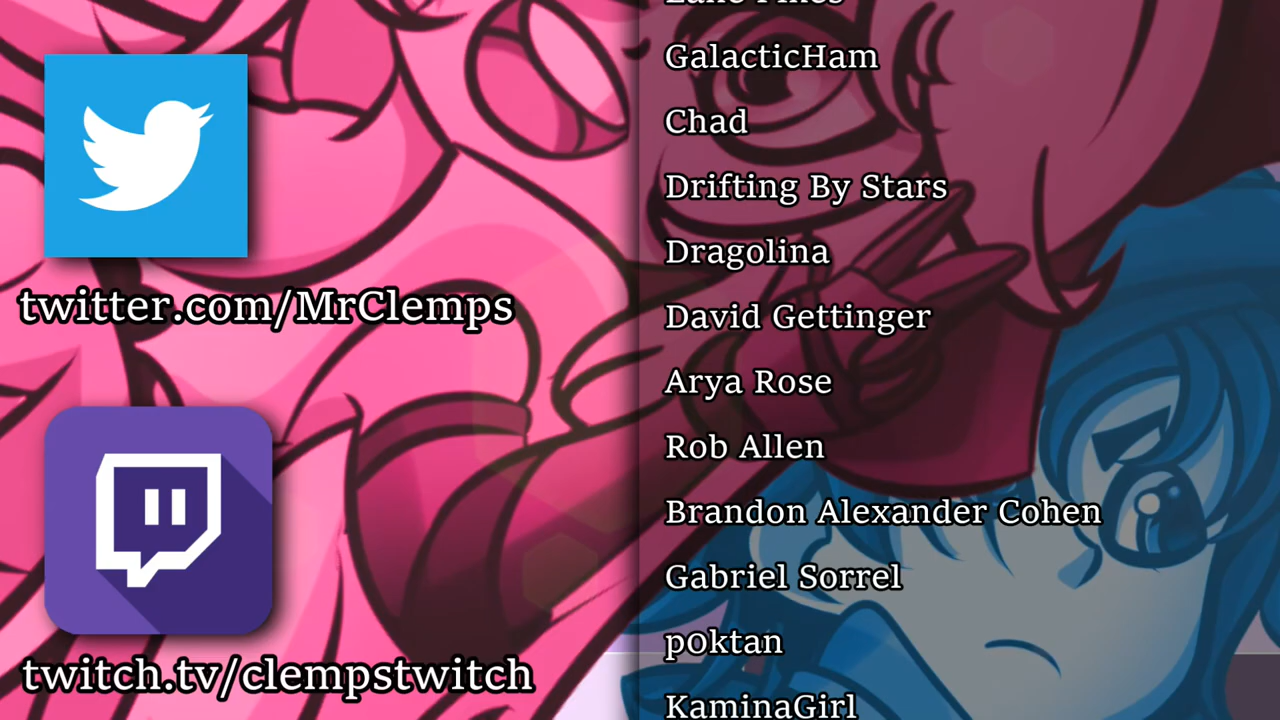 twitter.com/MrClemps
twitch.tv/clempstwitch
GalacticHam
Chad
Drifting By Stars
Dragolina
David Gettinger
Arya Rose
Rob Allen
Brandon Alexander Cohen
Gabriel Sorrel
p0ktan
KaminaGirl